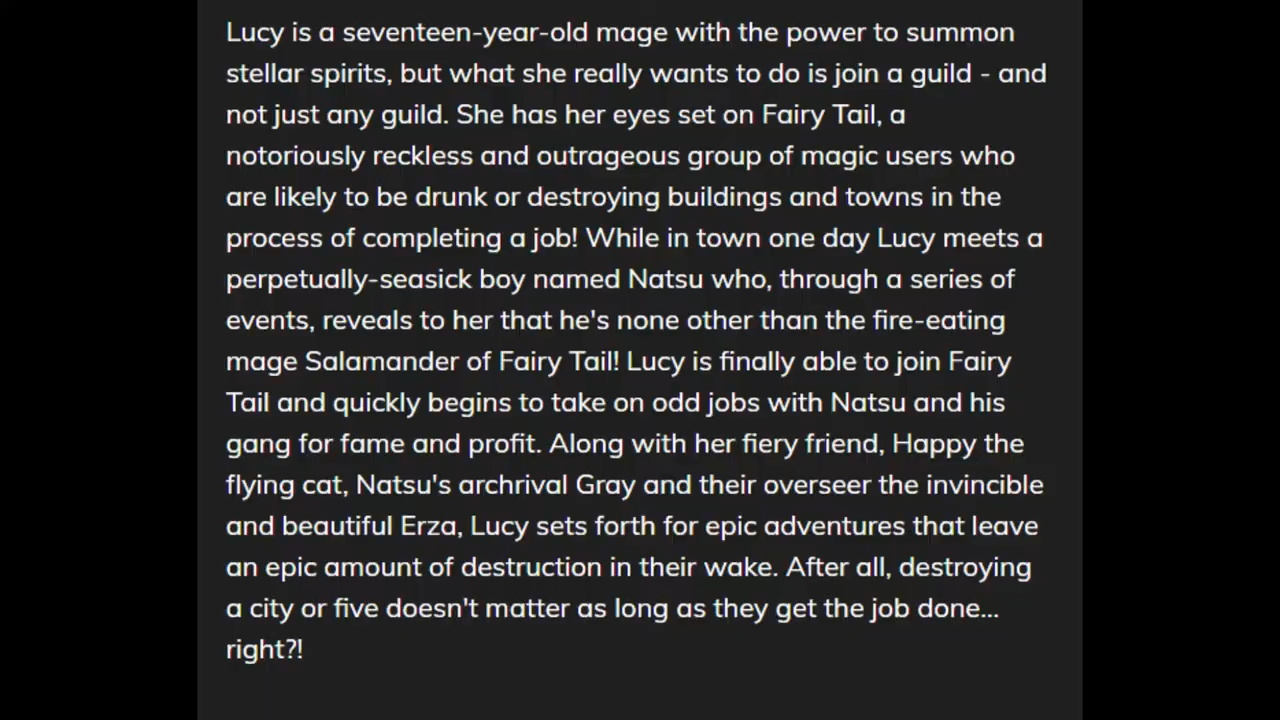 Lucy is a seventeen-year-old mage with the power to summon
stellar spirits, but what she really wants to do is join a guild - and
not just any guild. She has her eyes set on Fairy Tail, a
notoriously reckless and outrageous group of magic users who
are likely to be drunk or destroying buildings and towns in the
process of completing a job! While in town one day Lucy meets a
perpetually-seasick boy named Natsu who, through a series of
events, reveals to her that he's none other than the fire-eating
mage Salamander of Fairy Tail! Lucy is finally able to join Fairy
Tail and quickly begins to take on odd jobs with Natsu and his
gang for fame and profit. Along with her fiery friend, Happy the
flying cat, Natsu's archrival Gray and their overseer the invincible
and beautiful Erza, Lucy sets forth for epic adventures that leave
an epic amount of destruction in their wake. After all, destroying
a city or five doesn't matter as long as they get the job done...
right?!